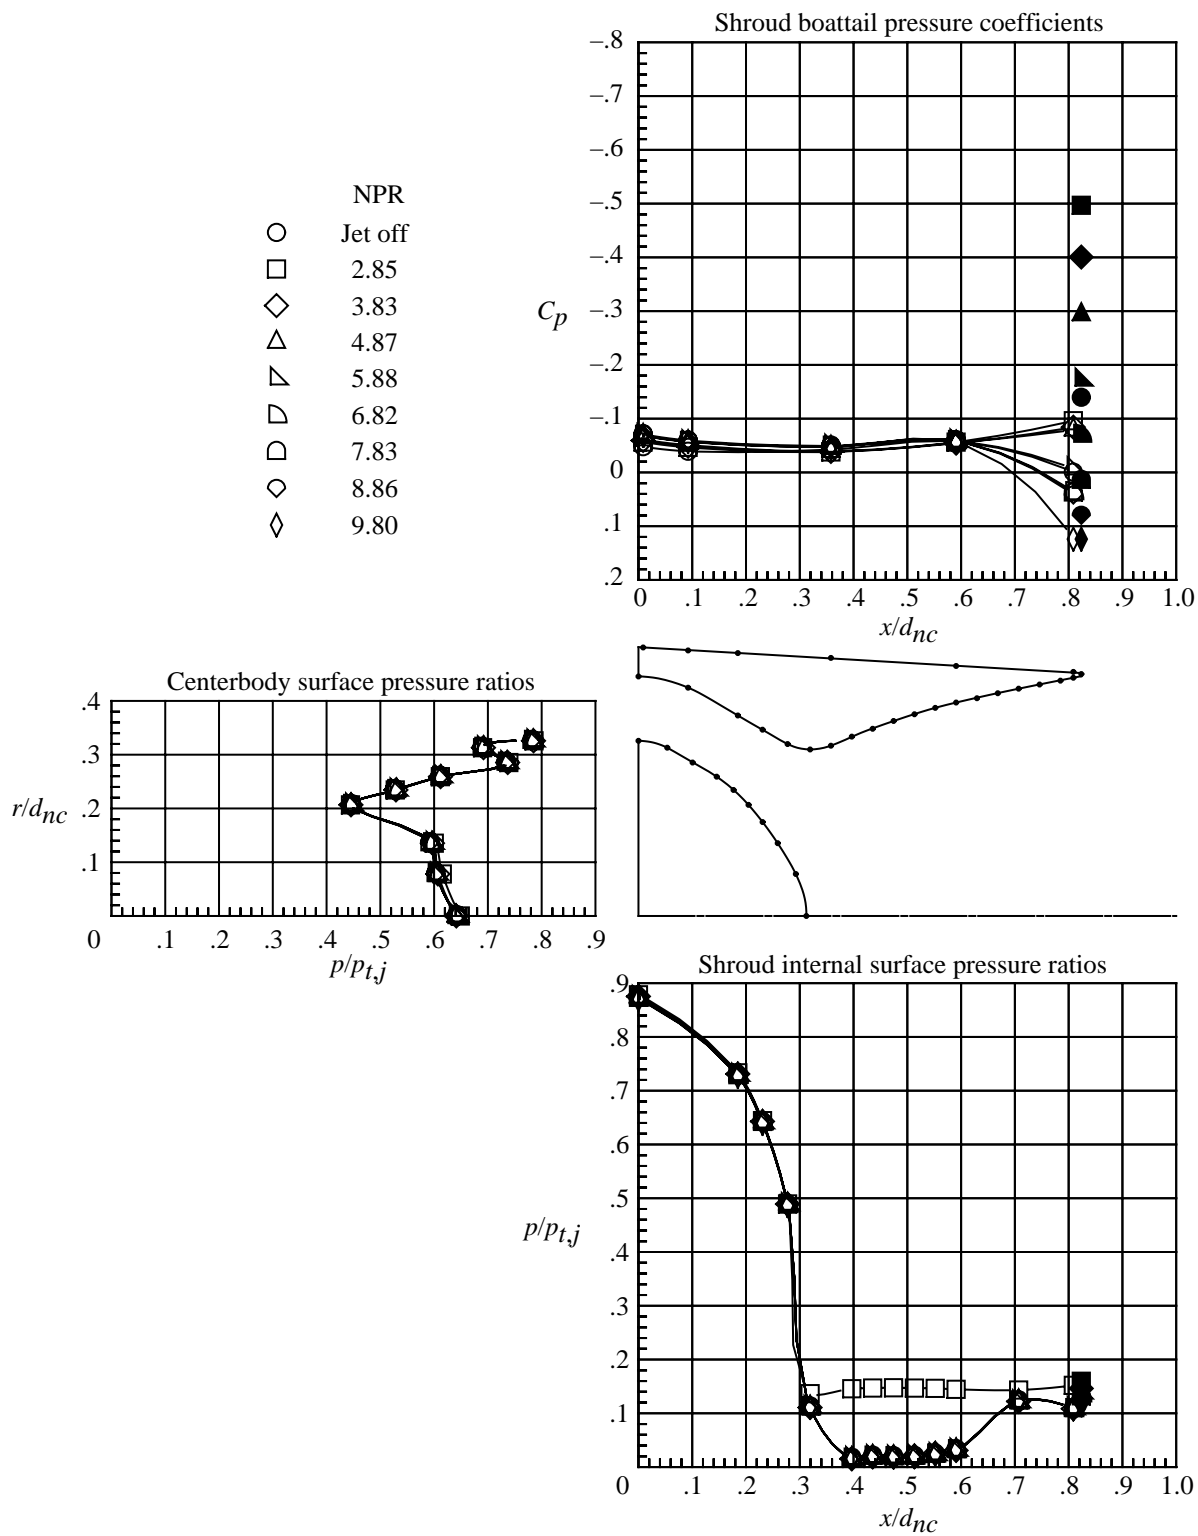 Shroud boattail pressure coefficients
–.8
–.7
–.6
–.5
–.4
–.3
–.2
–.1
0
.1
.2
C_p
0 .1 .2 .3 .4 .5 .6 .7 .8 .9 1.0
x/d_nc
NPR
Jet off
2.85
3.83
4.87
5.88
6.82
7.83
8.86
9.80
Centerbody surface pressure ratios
.4
.3
.2
.1
0
r/d_nc
.1 .2 .3 .4 .5 .6 .7 .8 .9
p/p_t,j
Shroud internal surface pressure ratios
.9
.8
.7
.6
.5
.4
.3
.2
.1
p/p_t,j
0 .1 .2 .3 .4 .5 .6 .7 .8 .9 1.0
x/d_nc